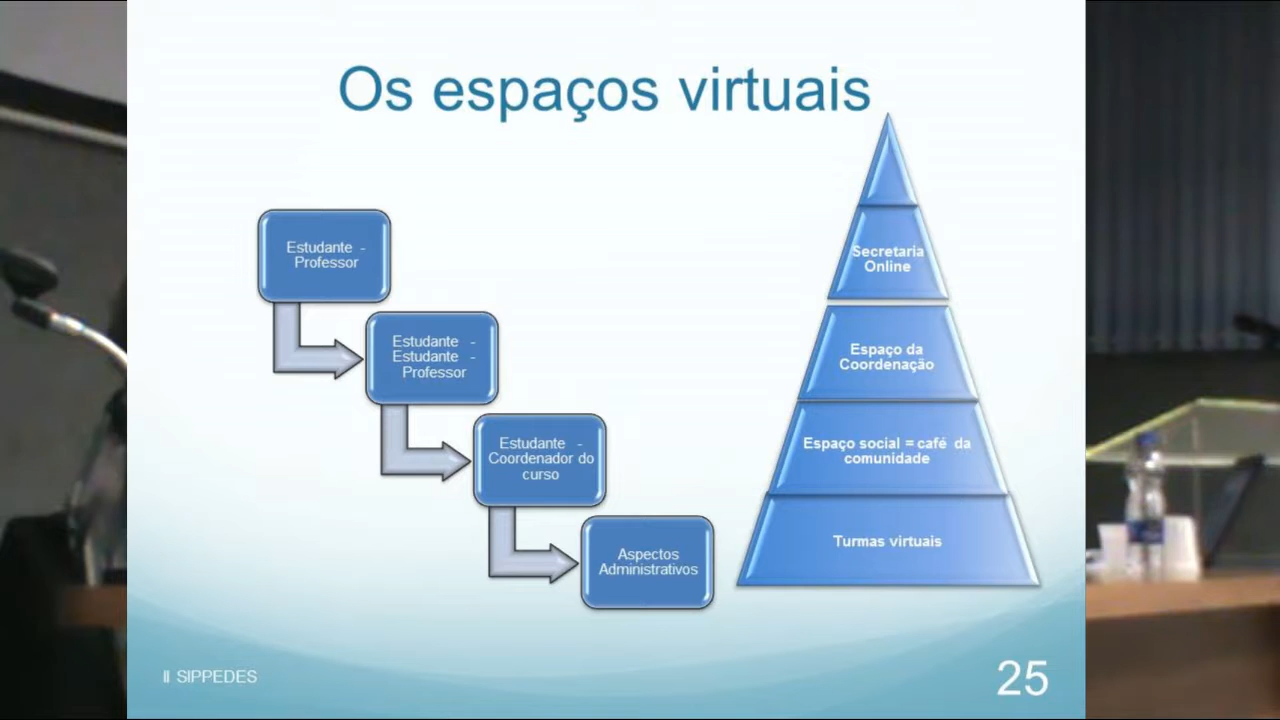 Os espaços virtuais
Estudante -
Professor
Estudante -
Estudante -
Professor
Estudante -
Coordenador do
curso
Aspectos
Administrativos
Secretaria
Online
Espaço da
Coordenação
Espaço social = café da
comunidade
Turmas virtuais
II SIPPEDES
25